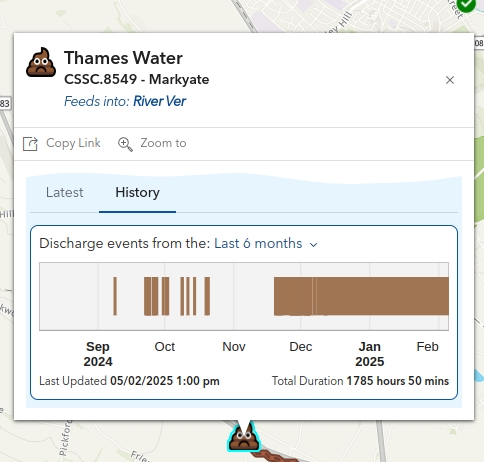 ley Hill
08
Thames Water
CSSC.8549 - Markyate
Feeds into: River Ver
83
Copy Link
Zoom to
Latest
History
Hill
Discharge events from the: Last 6 months
Sep
2024
Oct
Nov
Dec
Jan
2025
Feb
Last Updated 05/02/2025 1:00 pm
Total Duration 1785 hours 50 mins
Pickford
Frie